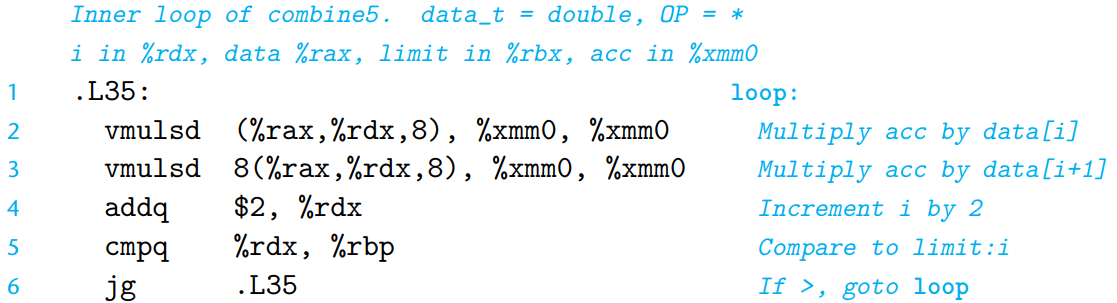 Inner loop of combine5. data_t = double, OP = *
i in %rdx, data %rax, limit in %rbx, acc in %xmm0
1 .L35: loop:
2 vmulsd (%rax,%rdx,8), %xmm0, %xmm0 Multiply acc by data[i]
3 vmulsd 8(%rax,%rdx,8), %xmm0, %xmm0 Multiply acc by data[i+1]
4 addq $2, %rdx Increment i by 2
5 cmpq %rdx, %rbp Compare to limit:i
6 jg .L35 If >, goto loop